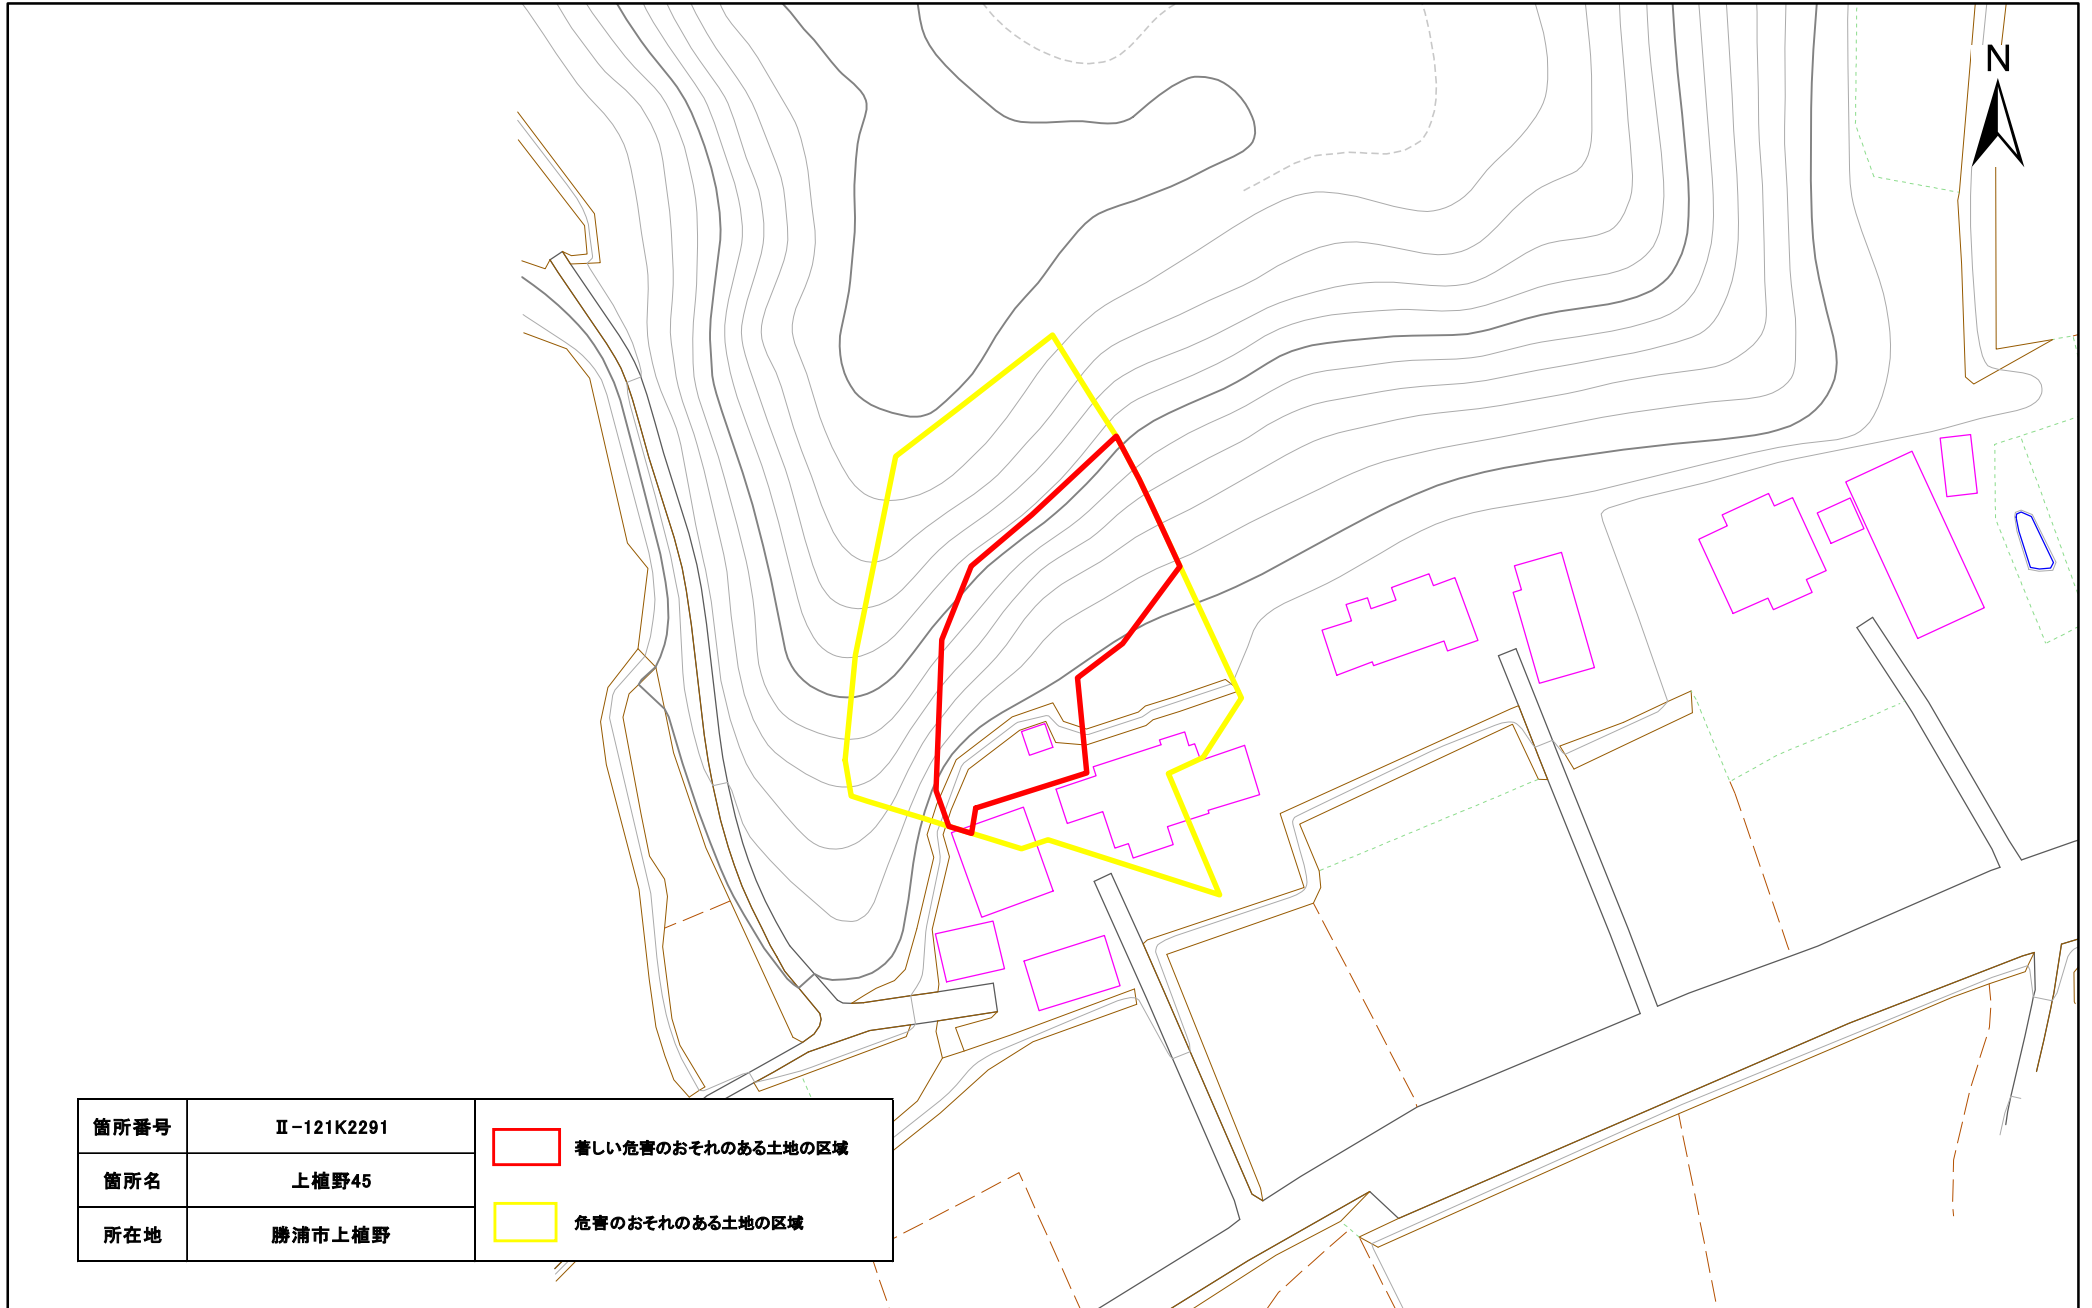 N
箇所番号 Ⅱ-121K2291
箇所名 上植野45
所在地 勝浦市上植野
著しい危害のおそれのある土地の区域
危害のおそれのある土地の区域